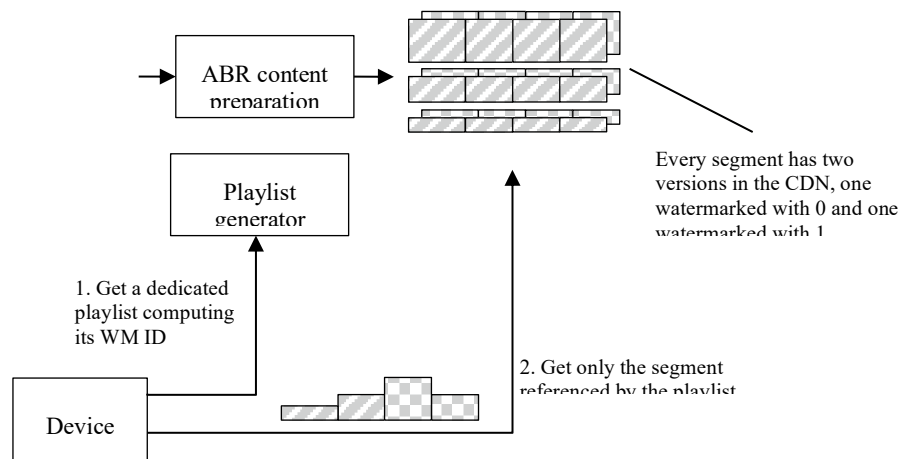 ABR content
preparation
Every segment has two
versions in the CDN, one
watermarked with 0 and one
watermarked with 1
Playlist
generator
1. Get a dedicated
playlist computing
its WM ID
2. Get only the segment
referenced by the playlist
Device